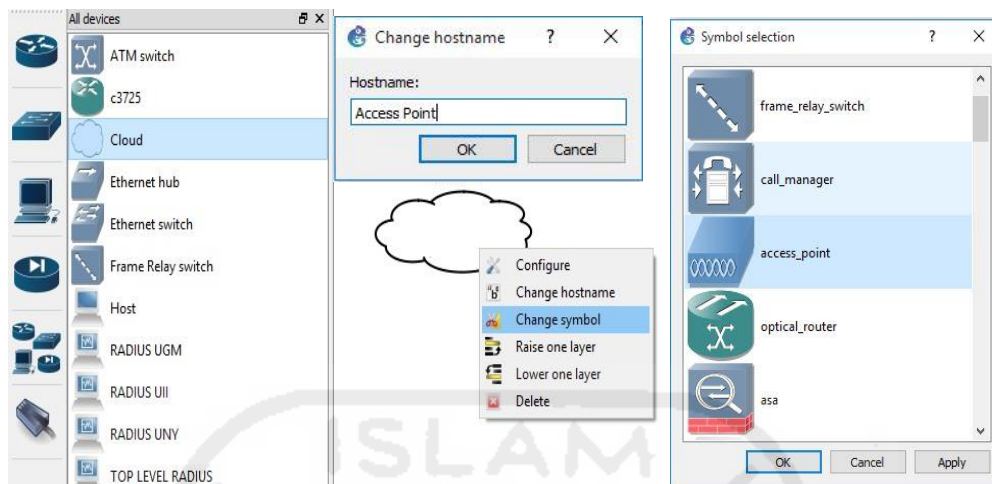 All devices
ATM switch
c3725
Cloud
Ethernet hub
Ethernet switch
Frame Relay switch
Host
RADIUS UGM
RADIUS UII
RADIUS UNY
TOP LEVEL RADIUS
Change hostname ?
Hostname:
Access Point
OK Cancel
Configure
Change hostname
Change symbol
Raise one layer
Lower one layer
Delete
Symbol selection ?
frame_relay_switch
call_manager
access_point
optical_router
asa
OK Cancel Apply
ISLAM